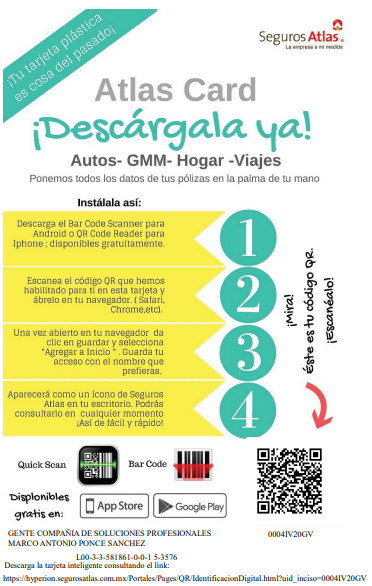 ¡Tu tarjeta plástica
es cosa del pasado!
Seguros Atlas
La empresa a mi medida
Atlas Card
¡Descárgala ya!
Autos- GMM- Hogar -Viajes
Ponemos todos los datos de tus pólizas en la palma de tu mano
Instálala así:
Descarga el Bar Code Scanner para
Android o QR Code Reader para
Iphone ; disponibles gratuitamente.
1
Escanea el código QR que hemos
habilitado para ti en esta tarjeta y
ábrelo en tu navegador. ( Safari,
Chrome,etc).
2
Una vez abierto en tu navegador da
clic en guardar y selecciona
"Agregar a Inicio " . Guarda tu
acceso con el nombre que
prefieras.
3
Aparecerá como un ícono de Seguros
Atlas en tu escritorio. Podrás
consultarlo en cualquier momento
¡Así de fácil y rápido!
4
¡Mira!
Éste es tu código QR.
¡Escanéalo!
Quick Scan
Bar Code
Displonibles
gratis en:
App Store
Google Play
GENTE COMPAÑIA DE SOLUCIONES PROFESIONALES
0004IV20GV
MARCO ANTONIO PONCE SANCHEZ
L00-3-3-581861-0-0-1 5-3576
Descarga la tarjeta inteligente consultando el link:
https://hyperion.segurosatlas.com.mx/Portales/Pages/QR/IdentificacionDigital.html?uid_inciso=0004IV20GV